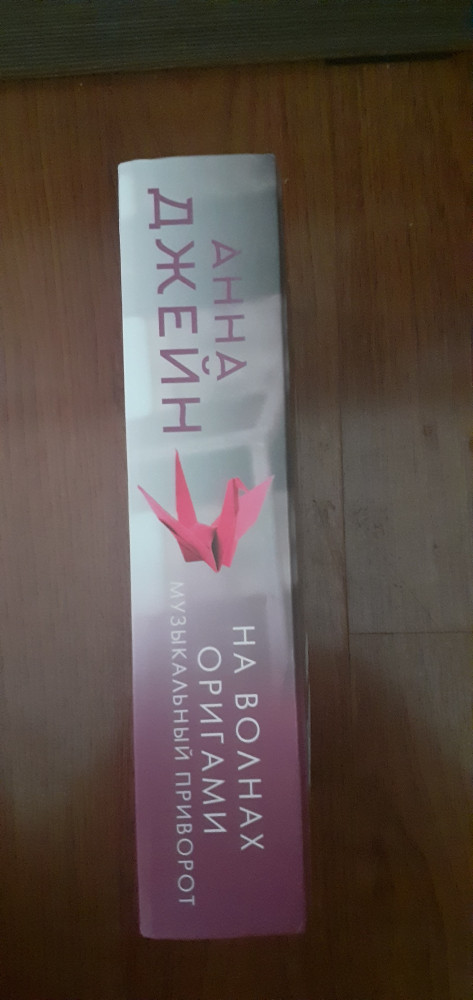 АННА
ДЖЕЙН
НА ВОЛНАХ
ОРИГАМИ
МУЗЫКАЛЬНЫЙ ПРИВОРОТ